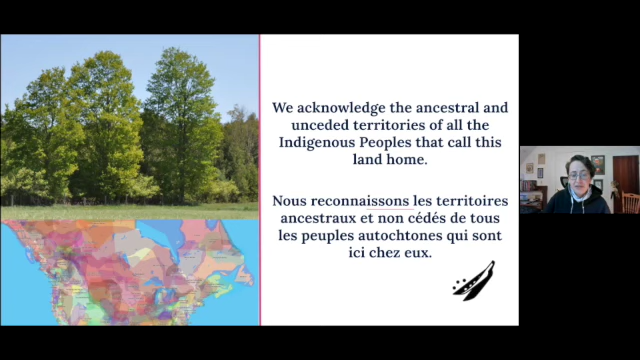 We acknowledge the ancestral and
unceded territories of all the
Indigenous Peoples that call this
land home.
Nous reconnaissons les territoires
ancestraux et non cédés de tous
les peuples autochtones qui sont
ici chez eux.